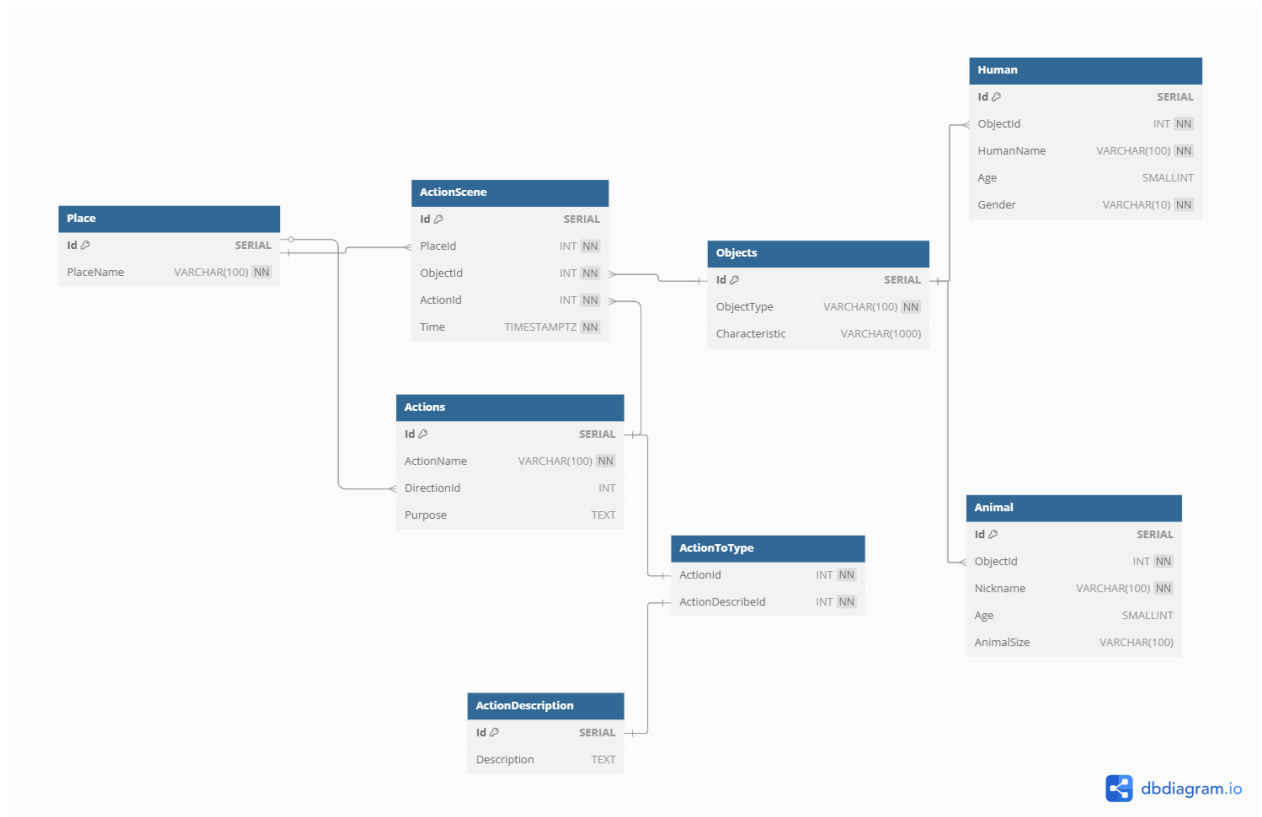 Human
Id SERIAL
ObjectId INT NN
HumanName VARCHAR(100) NN
Age SMALLINT
Gender VARCHAR(10) NN
ActionScene
Id SERIAL
PlaceId INT NN
ObjectId INT NN
ActionId INT NN
Time TIMESTAMPTZ NN
Place
Id SERIAL
PlaceName VARCHAR(100) NN
Objects
Id SERIAL
ObjectType VARCHAR(100) NN
Characteristic VARCHAR(1000)
Actions
Id SERIAL
ActionName VARCHAR(100) NN
DirectionId INT
Purpose TEXT
Animal
Id SERIAL
ObjectId INT NN
Nickname VARCHAR(100) NN
Age SMALLINT
AnimalSize VARCHAR(100)
ActionToType
ActionId INT NN
ActionDescribeId INT NN
ActionDescription
Id SERIAL
Description TEXT
dbdiagram.io